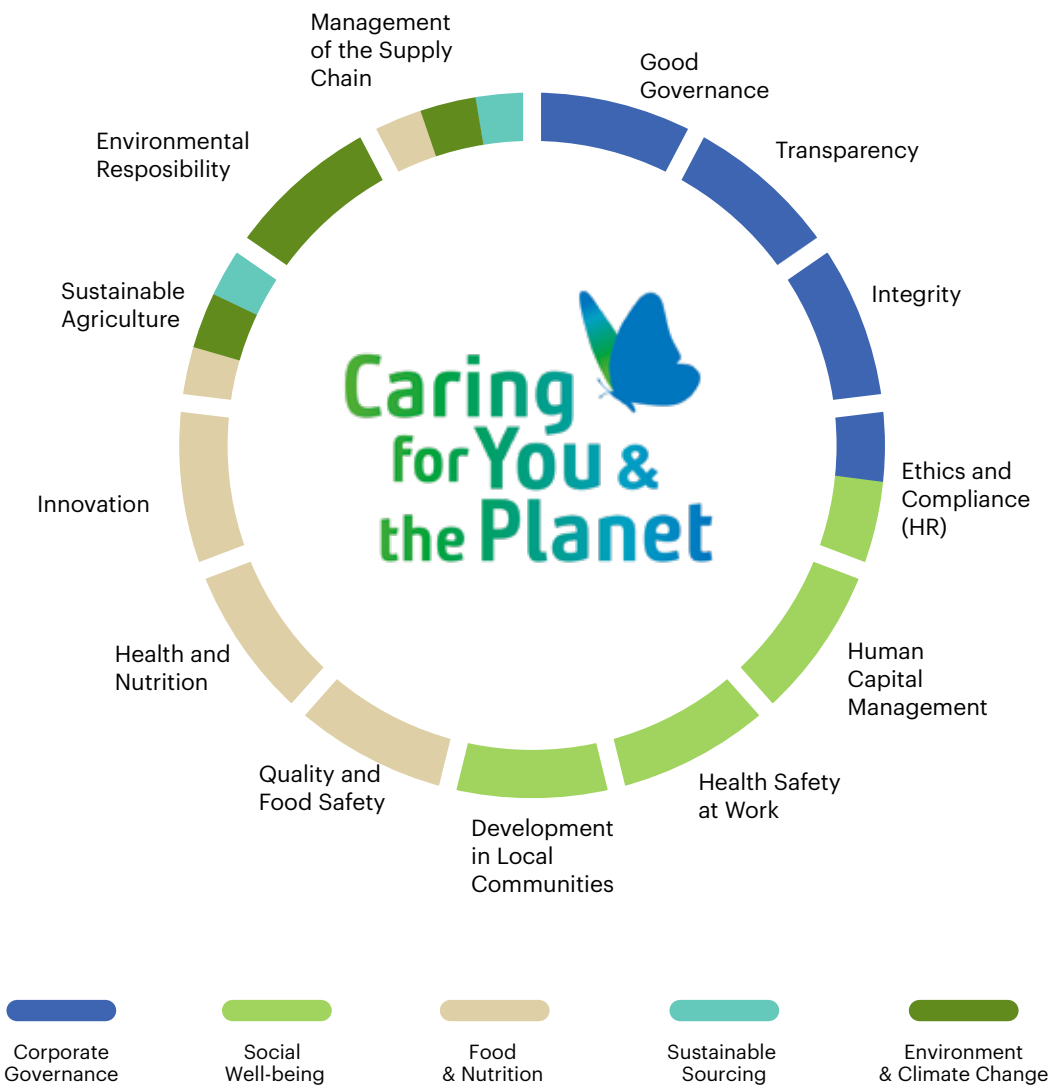 Management
of the Supply
Chain
Good
Governance
Transparency
Environmental
Resposibility
Integrity
Sustainable
Agriculture
Caring
for You &
the Planet
Ethics and
Compliance
(HR)
Innovation
Human
Capital
Management
Health and
Nutrition
Health Safety
at Work
Quality and
Food Safety
Development
in Local
Communities
Corporate
Governance
Social
Well-being
Food
& Nutrition
Sustainable
Sourcing
Environment
& Climate Change